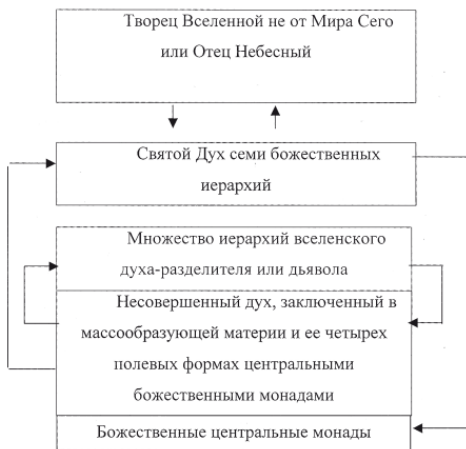 Творец Вселенной не от Мира Сего
или Отец Небесный
Святой Дух семи божественных
иерархий
Множество иерархий вселенского
духа-разделителя или дьявола
Несовершенный дух, заключенный в
массообразующей материи и ее четырех
полевых формах центральными
божественными монадами
Божественные центральные монады